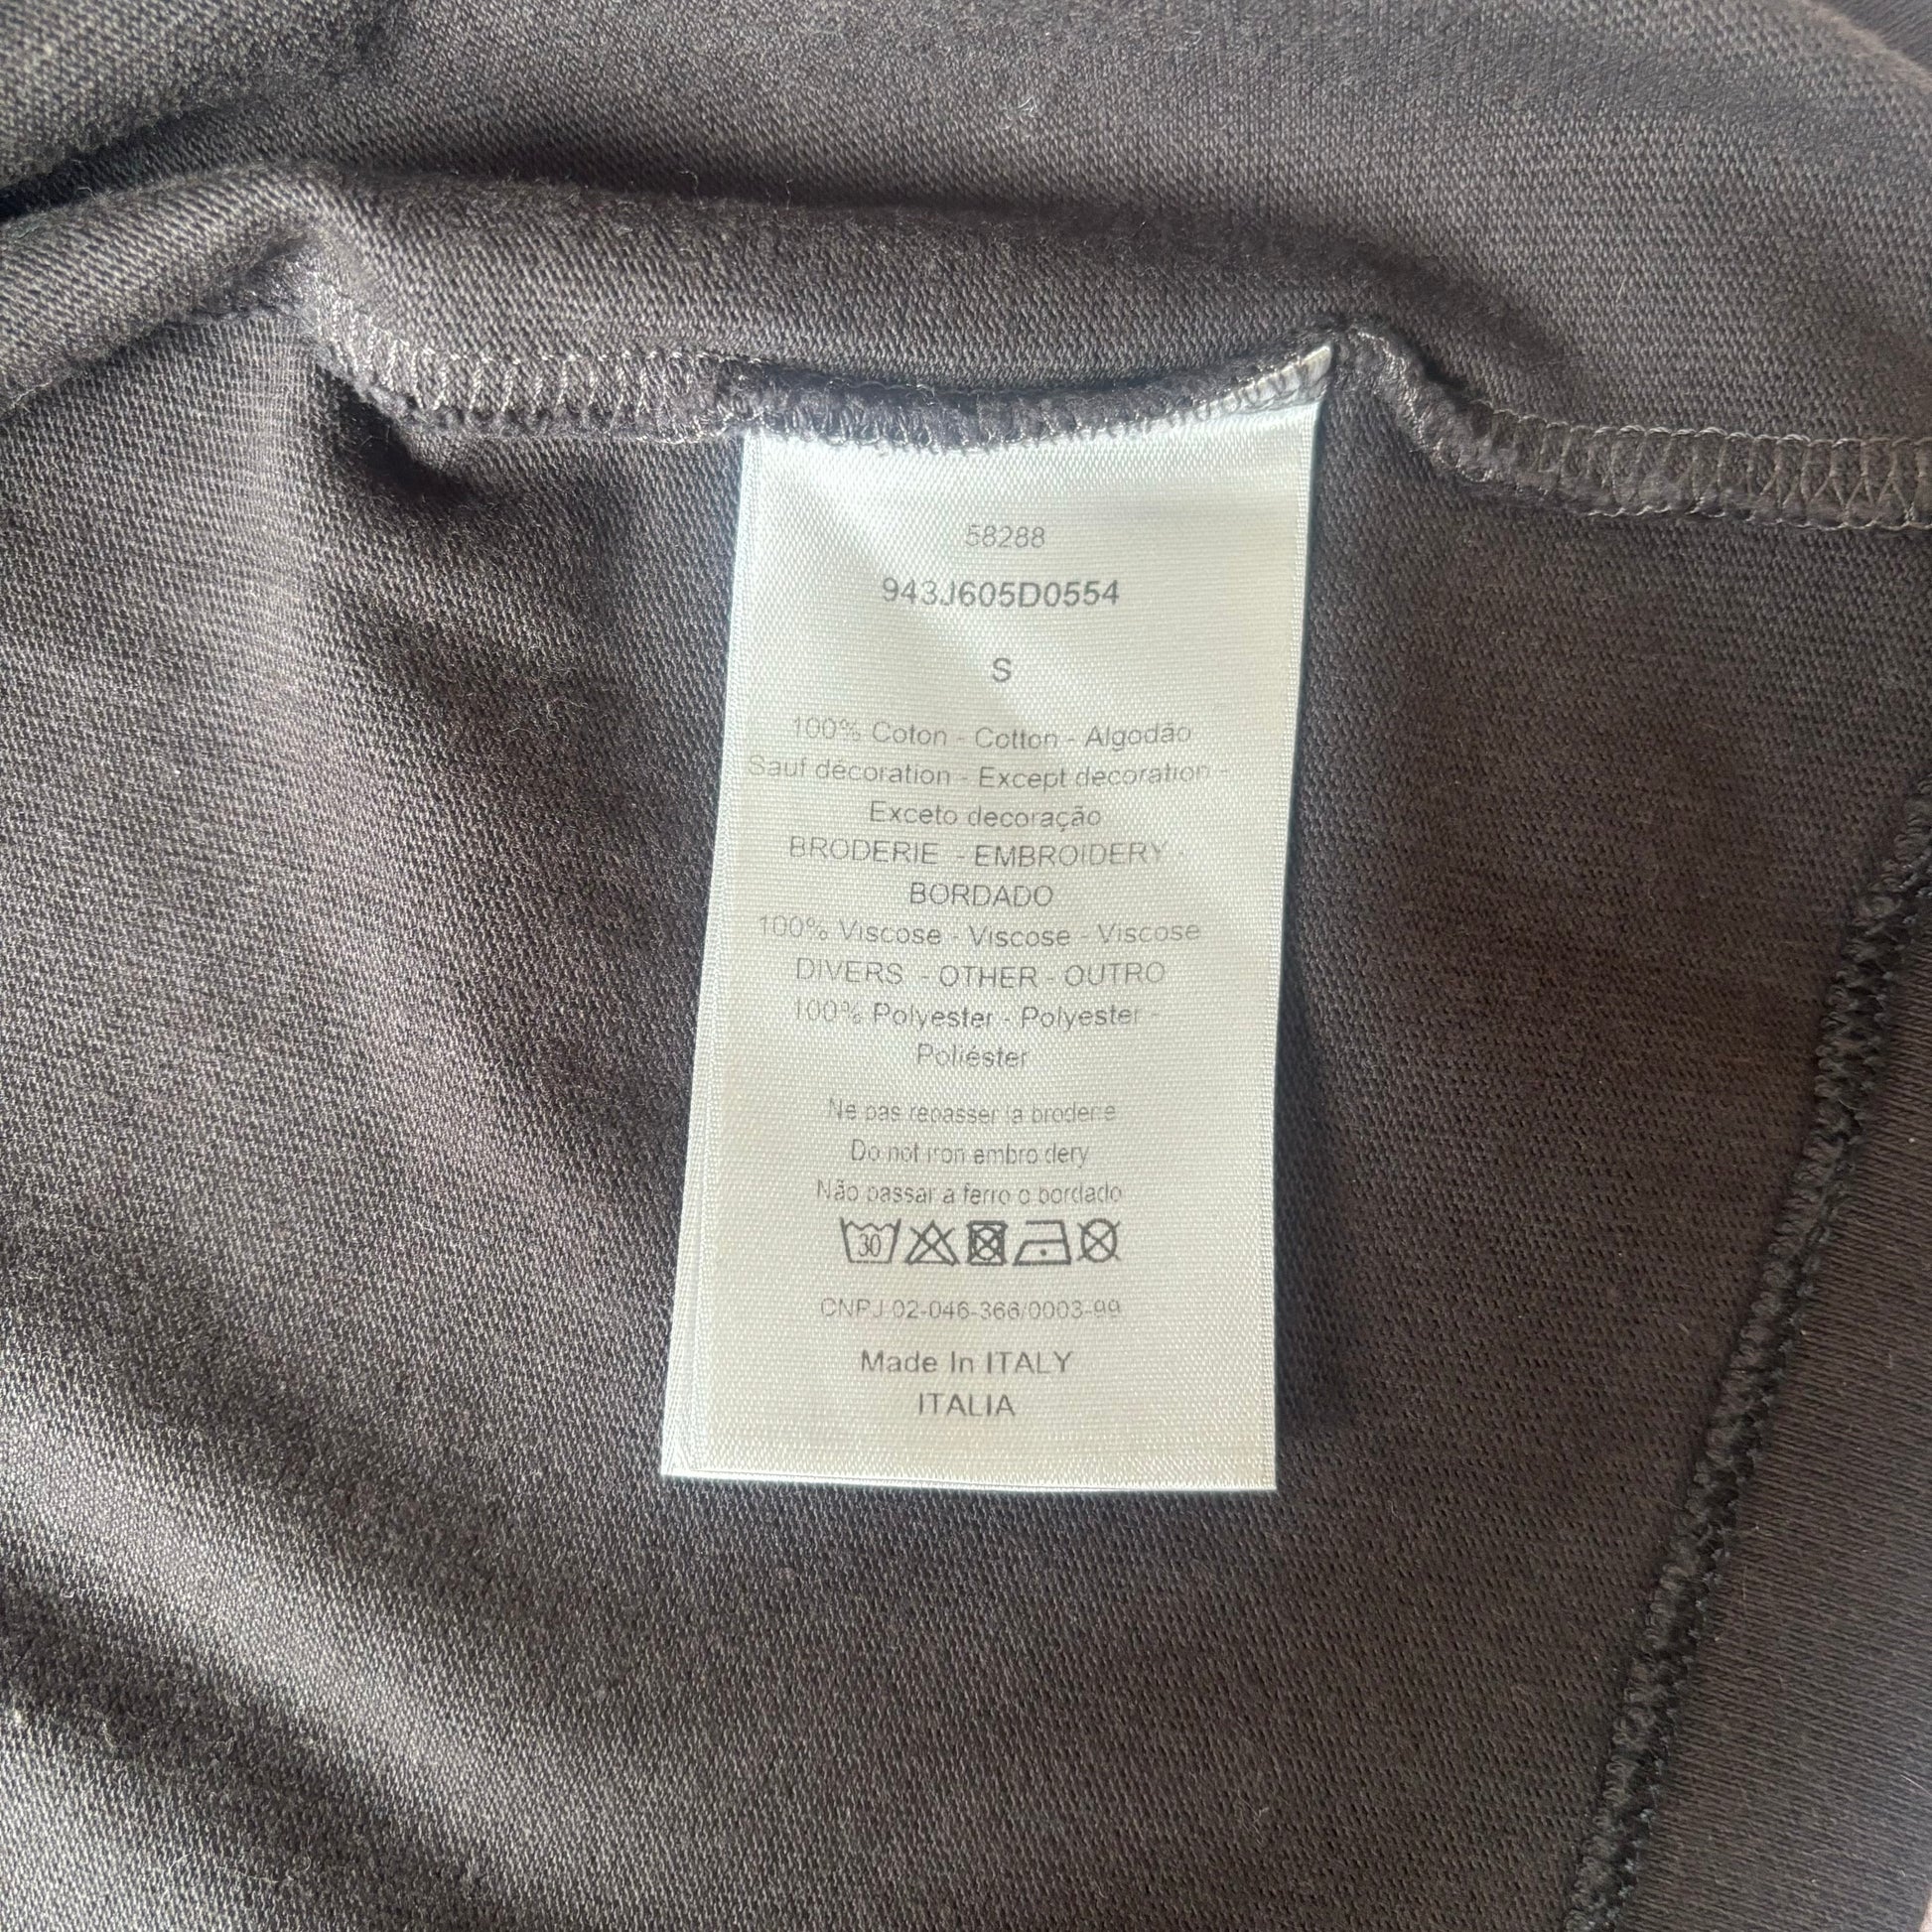 58288
943J605D0554
S
100% Coton - Cotton - Algodão
Sauf décoration - Except decoration -
Exceto decoração
BRODERIE - EMBROIDERY -
BORDADO
100% Viscose - Viscose - Viscose
DIVERS - OTHER - OUTRO
100% Polyester - Polyester -
Poliéster
Ne pas repasser la broderie
Do not iron embroidery
Não passar a ferro o bordado
30
CNPJ 02-046-366/0003-99
Made In ITALY
ITALIA